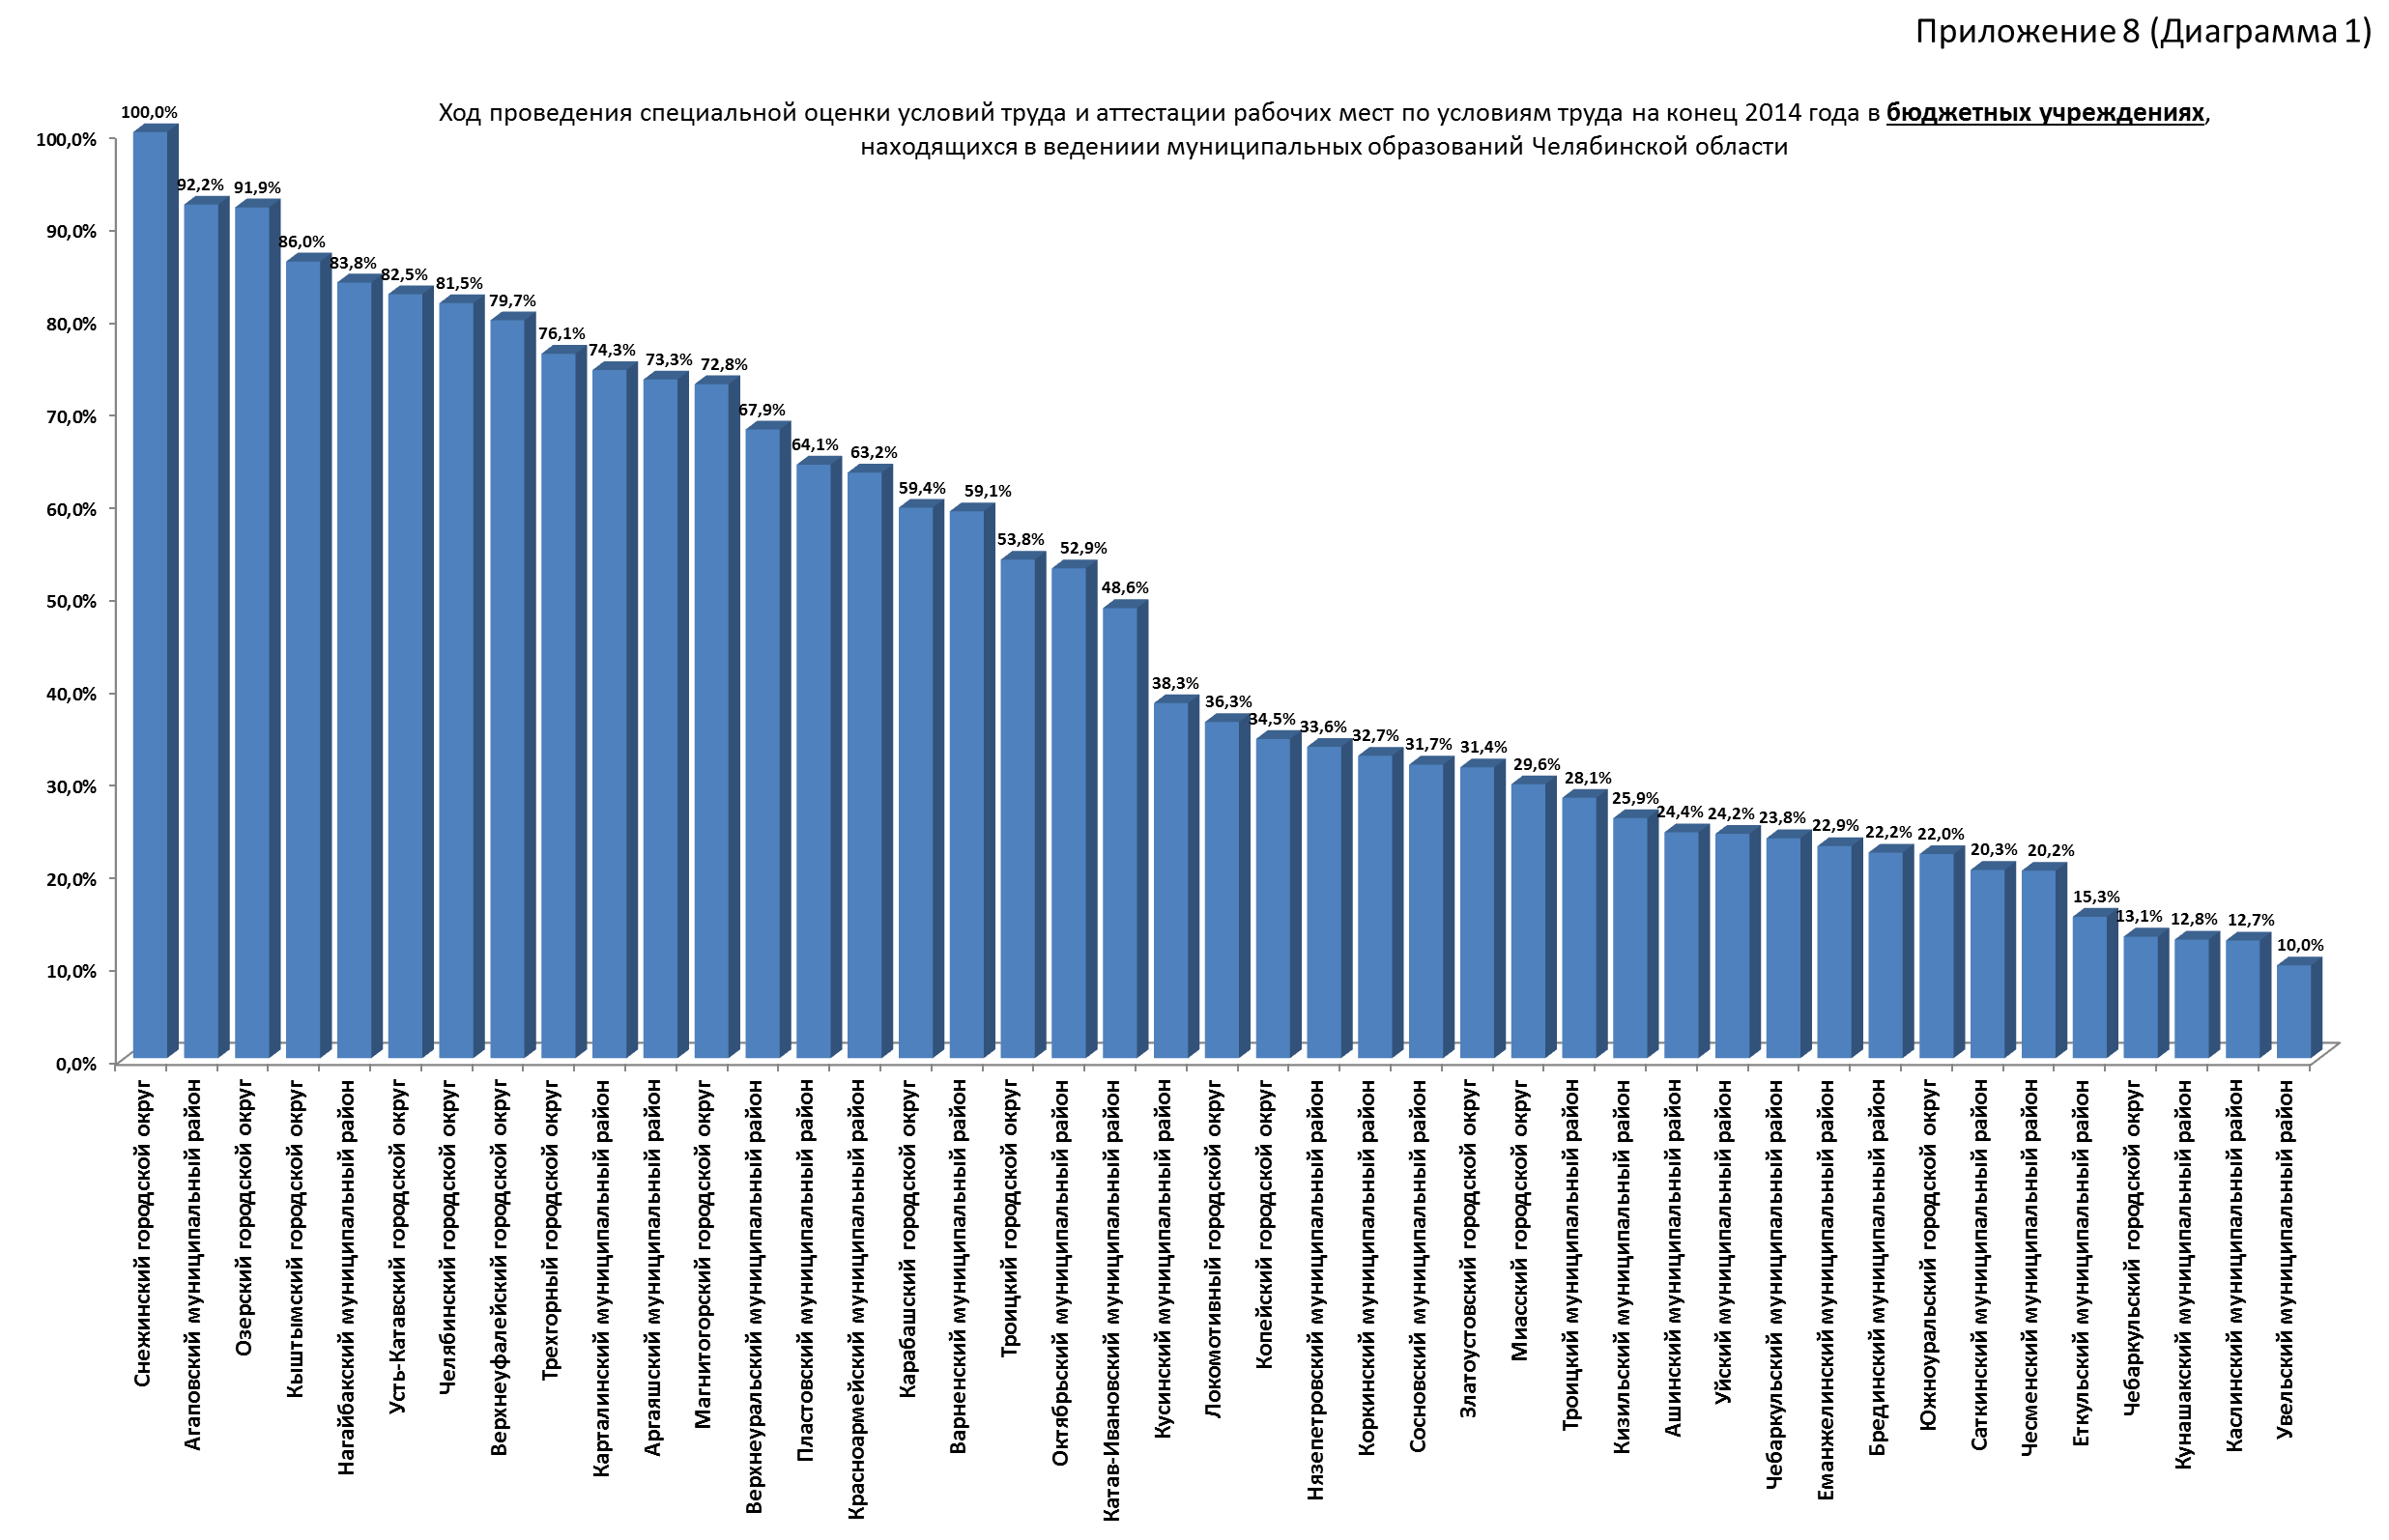 Приложение 8 (Диаграмма 1)
Ход проведения специальной оценки условий труда и аттестации рабочих мест по условиям труда на конец 2014 года в бюджетных учреждениях,
находящихся в ведениии муниципальных образований Челябинской области
100,0%
90,0%
80,0%
70,0%
60,0%
50,0%
40,0%
30,0%
20,0%
10,0%
0,0%
100,0%
92,2%
91,9%
86,0%
83,8%
82,5%
81,5%
79,7%
76,1%
74,3%
73,3%
72,8%
67,9%
64,1%
63,2%
59,4%
59,1%
53,8%
52,9%
48,6%
38,3%
36,3%
34,5%
33,6%
32,7%
31,7%
31,4%
29,6%
28,1%
25,9%
24,4%
24,2%
23,8%
22,9%
22,2%
22,0%
20,3%
20,2%
15,3%
13,1%
12,8%
12,7%
10,0%
Снежинский городской округ
Агаповский муниципальный район
Озерский городской округ
Кыштымский городской округ
Нагайбакский муниципальный район
Усть-Катавский городской округ
Челябинский городской округ
Верхнеуфалейский городской округ
Трехгорный городской округ
Карталинский муниципальный район
Аргаяшский муниципальный район
Магнитогорский городской округ
Верхнеуральский муниципальный район
Пластовский муниципальный район
Красноармейский муниципальный район
Карабашский городской округ
Варненский муниципальный район
Троицкий городской округ
Октябрьский муниципальный район
Катав-Ивановский муниципальный район
Кусинский муниципальный район
Локомотивный городской округ
Копейский городской округ
Нязепетровский муниципальный район
Коркинский муниципальный район
Сосновский муниципальный район
Златоустовский городской округ
Миасский городской округ
Троицкий муниципальный район
Кизильский муниципальный район
Ашинский муниципальный район
Уйский муниципальный район
Чебаркульский муниципальный район
Еманжелинский муниципальный район
Брединский муниципальный район
Южноуральский городской округ
Саткинский муниципальный район
Чесменский муниципальный район
Еткульский муниципальный район
Чебаркульский городской округ
Кунашакский муниципальный район
Каслинский муниципальный район
Увельский муниципальный район